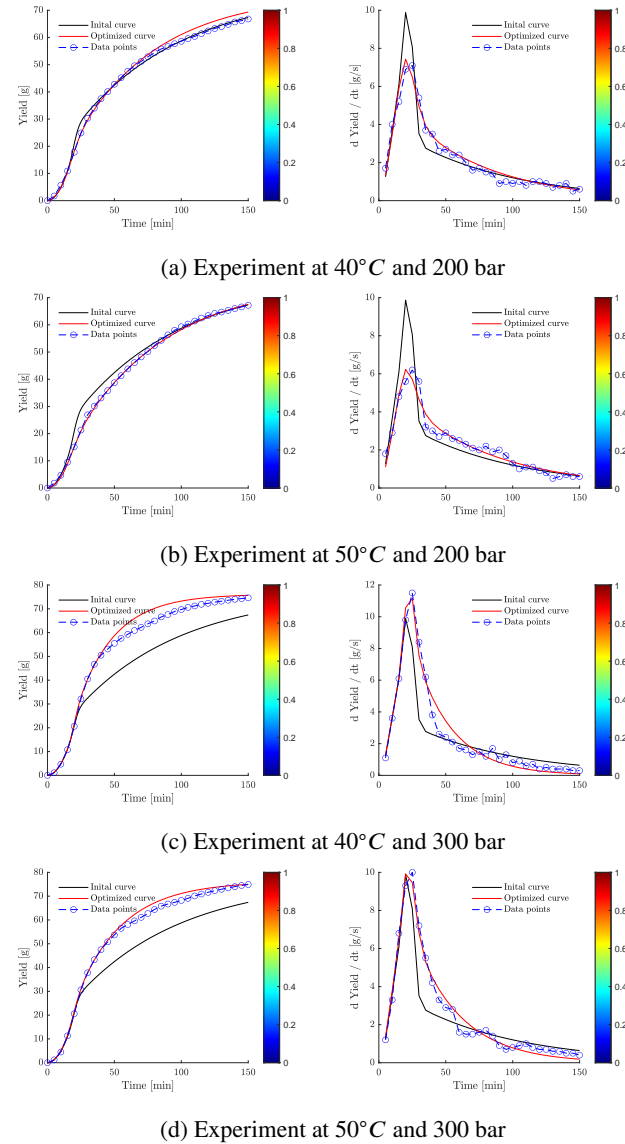 70
60
50
40
30
20
10
0
Yield [g]
Inital curve
Optimized curve
Data points
0 50 100 150
Time [min]
1
0.8
0.6
0.4
0.2
0
10
8
6
4
2
0
d Yield / dt [g/s]
Inital curve
Optimized curve
Data points
0 50 100 150
Time [min]
1
0.8
0.6
0.4
0.2
0
(a) Experiment at 40°C and 200 bar
70
60
50
40
30
20
10
0
Yield [g]
Inital curve
Optimized curve
Data points
0 50 100 150
Time [min]
1
0.8
0.6
0.4
0.2
0
10
8
6
4
2
0
d Yield / dt [g/s]
Inital curve
Optimized curve
Data points
0 50 100 150
Time [min]
1
0.8
0.6
0.4
0.2
0
(b) Experiment at 50°C and 200 bar
80
70
60
50
40
30
20
10
0
Yield [g]
Inital curve
Optimized curve
Data points
0 50 100 150
Time [min]
1
0.8
0.6
0.4
0.2
0
12
10
8
6
4
2
0
d Yield / dt [g/s]
Inital curve
Optimized curve
Data points
0 50 100 150
Time [min]
1
0.8
0.6
0.4
0.2
0
(c) Experiment at 40°C and 300 bar
80
70
60
50
40
30
20
10
0
Yield [g]
Inital curve
Optimized curve
Data points
0 50 100 150
Time [min]
1
0.8
0.6
0.4
0.2
0
10
8
6
4
2
0
d Yield / dt [g/s]
Inital curve
Optimized curve
Data points
0 50 100 150
Time [min]
1
0.8
0.6
0.4
0.2
0
(d) Experiment at 50°C and 300 bar